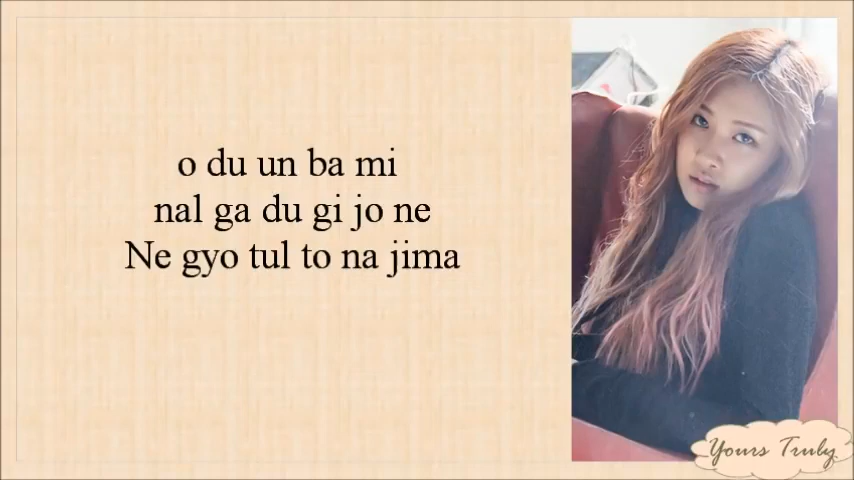 o du un ba mi
nal ga du gi jo ne
Ne gyo tul to na jima
Yours Truly